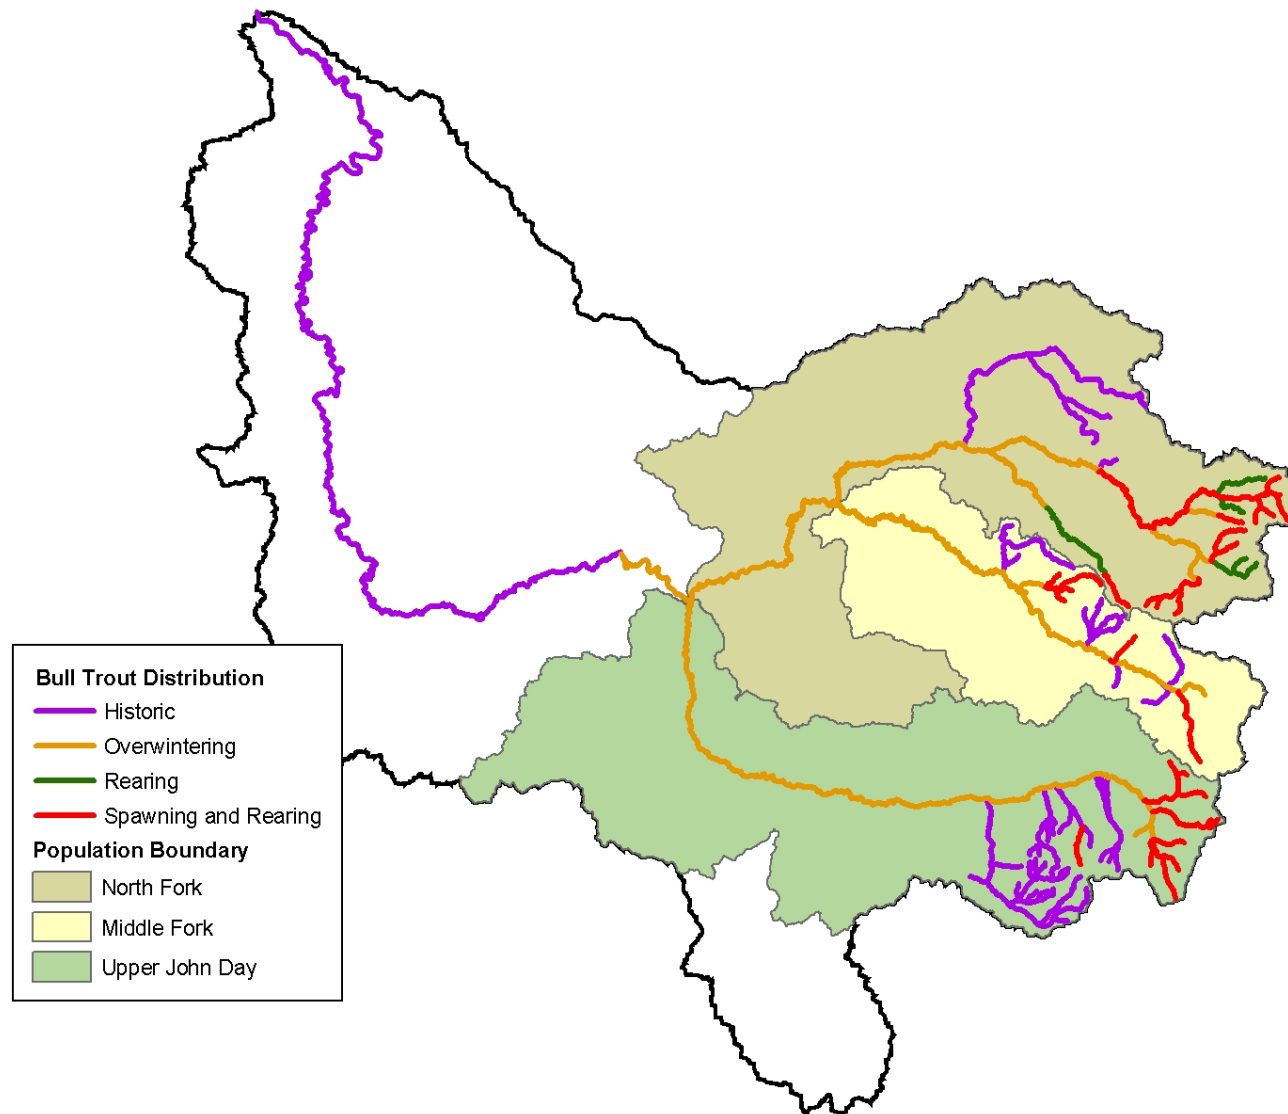 Bull Trout Distribution
Historic
Overwintering
Rearing
Spawning and Rearing
Population Boundary
North Fork
Middle Fork
Upper John Day